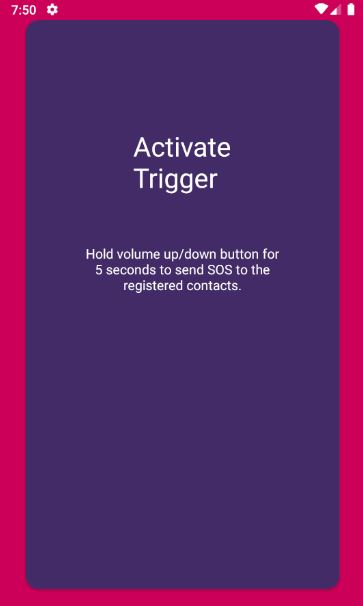 7:50
Activate
Trigger
Hold volume up/down button for
5 seconds to send SOS to the
registered contacts.